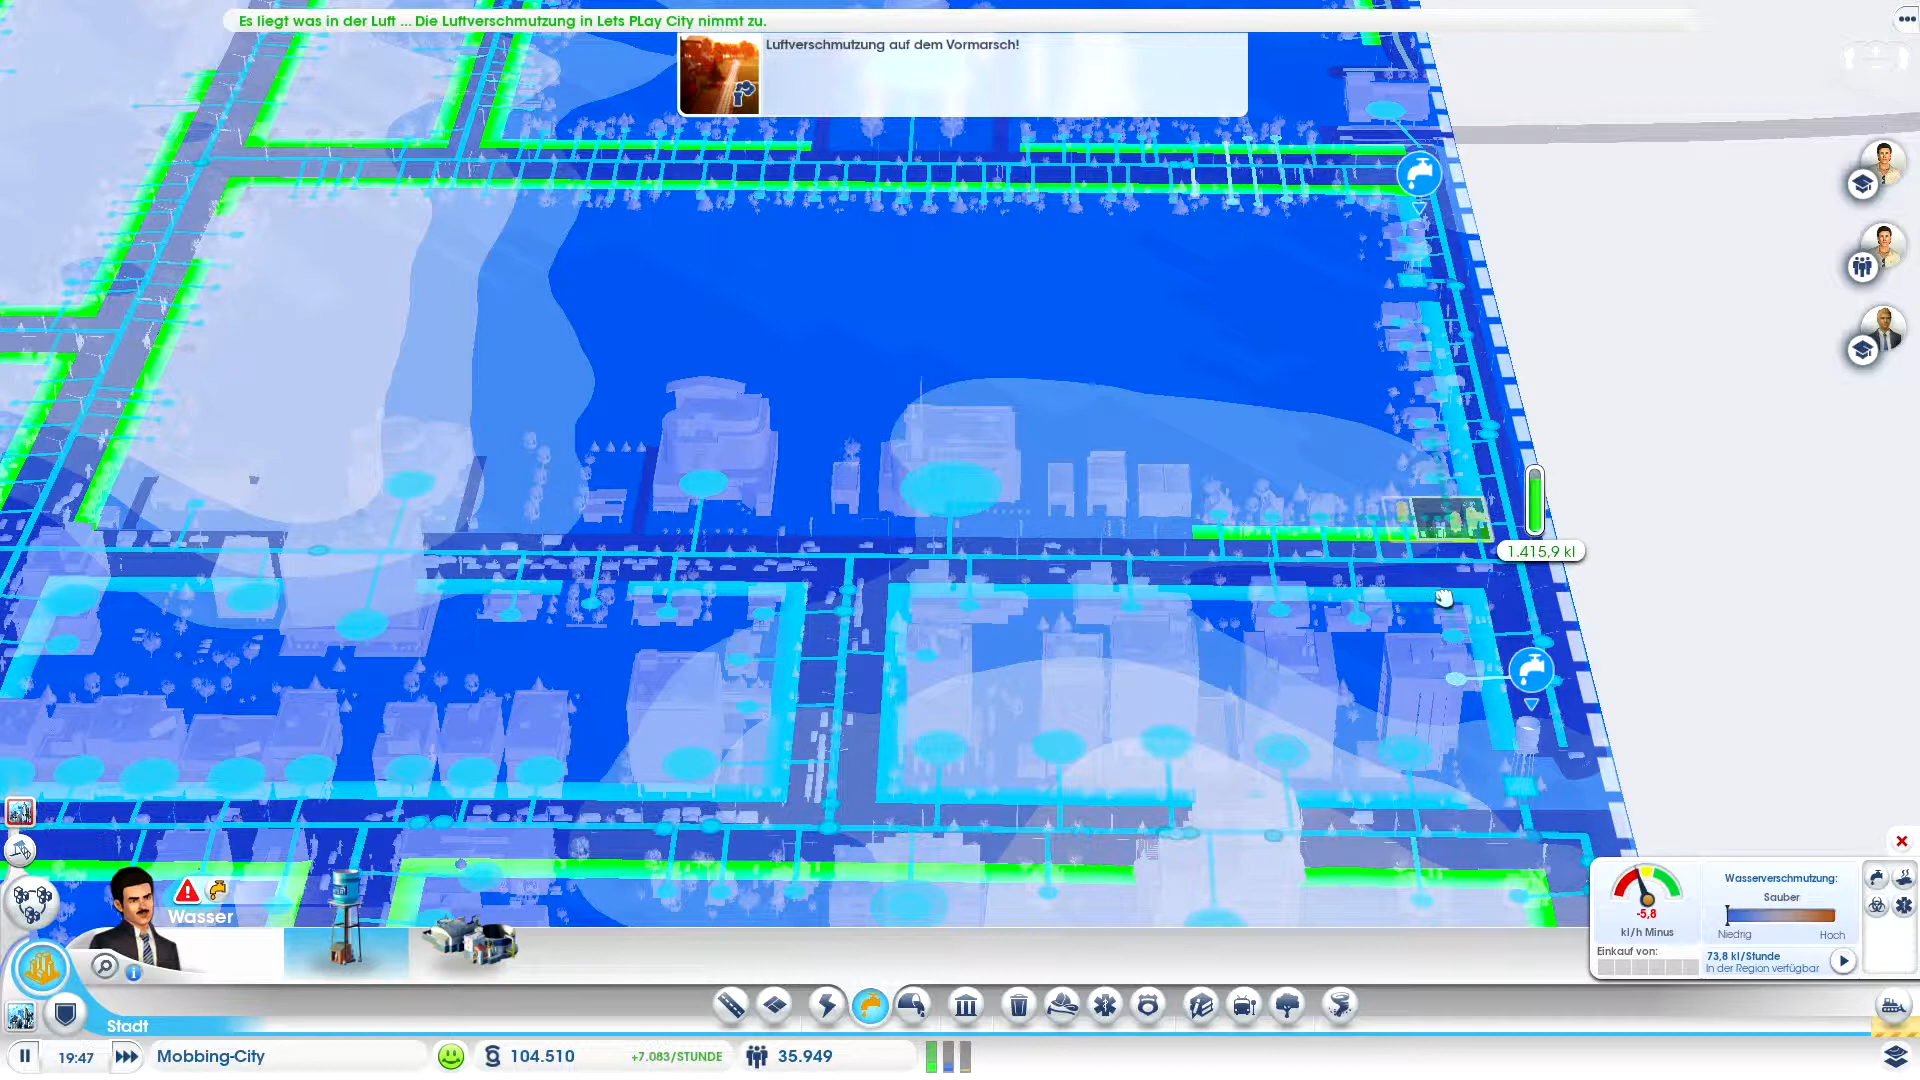 Es liegt was in der Luft ... Die Luftverschmutzung in Lets PLay City nimmt zu.
Luftverschmutzung auf dem Vormarsch!
1.415,9 kl
Wasser
-5,8
kl/h Minus
Einkauf von:
Wasserverschmutzung:
Sauber
Niedrig
Hoch
73,8 kl/Stunde
In der Region verfügbar
Stadt
19:47
Mobbing-City
104.510
+7.083/STUNDE
35.949